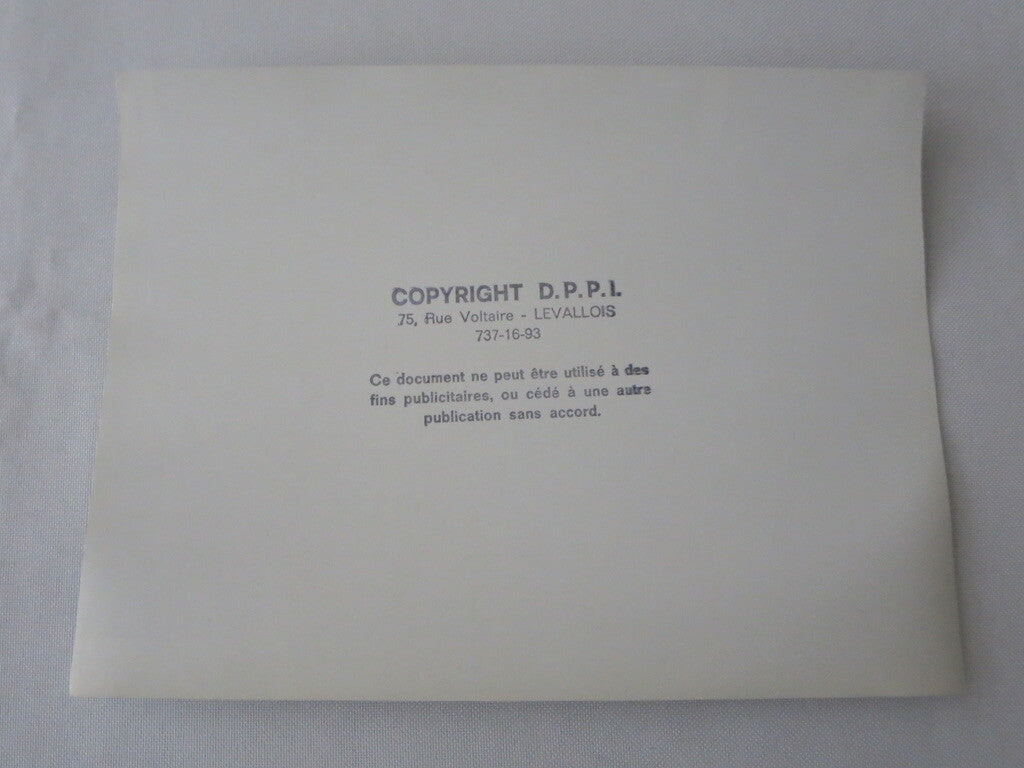 COPYRIGHT D.P.P.I.
75, Rue Voltaire - LEVALLOIS
737-16-93
Ce document ne peut être utilisé à des
fins publicitaires, ou cédé à une autre
publication sans accord.